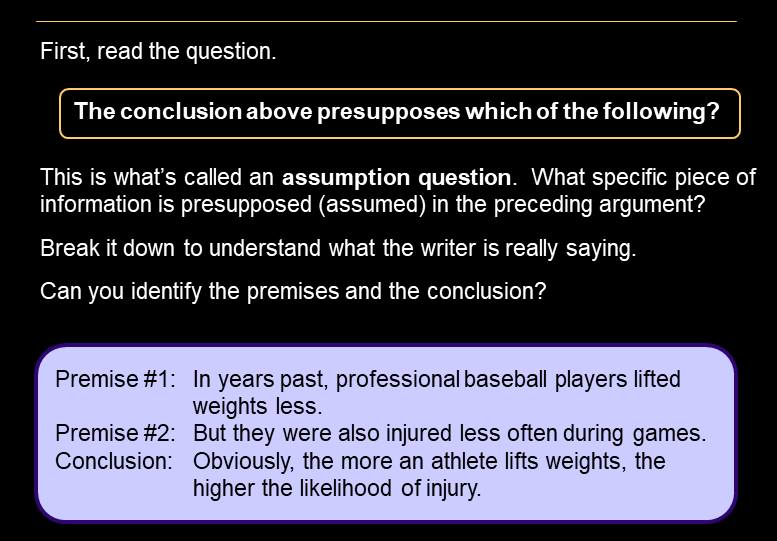 First, read the question.
The conclusion above presupposes which of the following?
This is what's called an assumption question. What specific piece of
information is presupposed (assumed) in the preceding argument?
Break it down to understand what the writer is really saying.
Can you identify the premises and the conclusion?
Premise #1: In years past, professional baseball players lifted
weights less.
Premise #2: But they were also injured less often during games.
Conclusion: Obviously, the more an athlete lifts weights, the
higher the likelihood of injury.